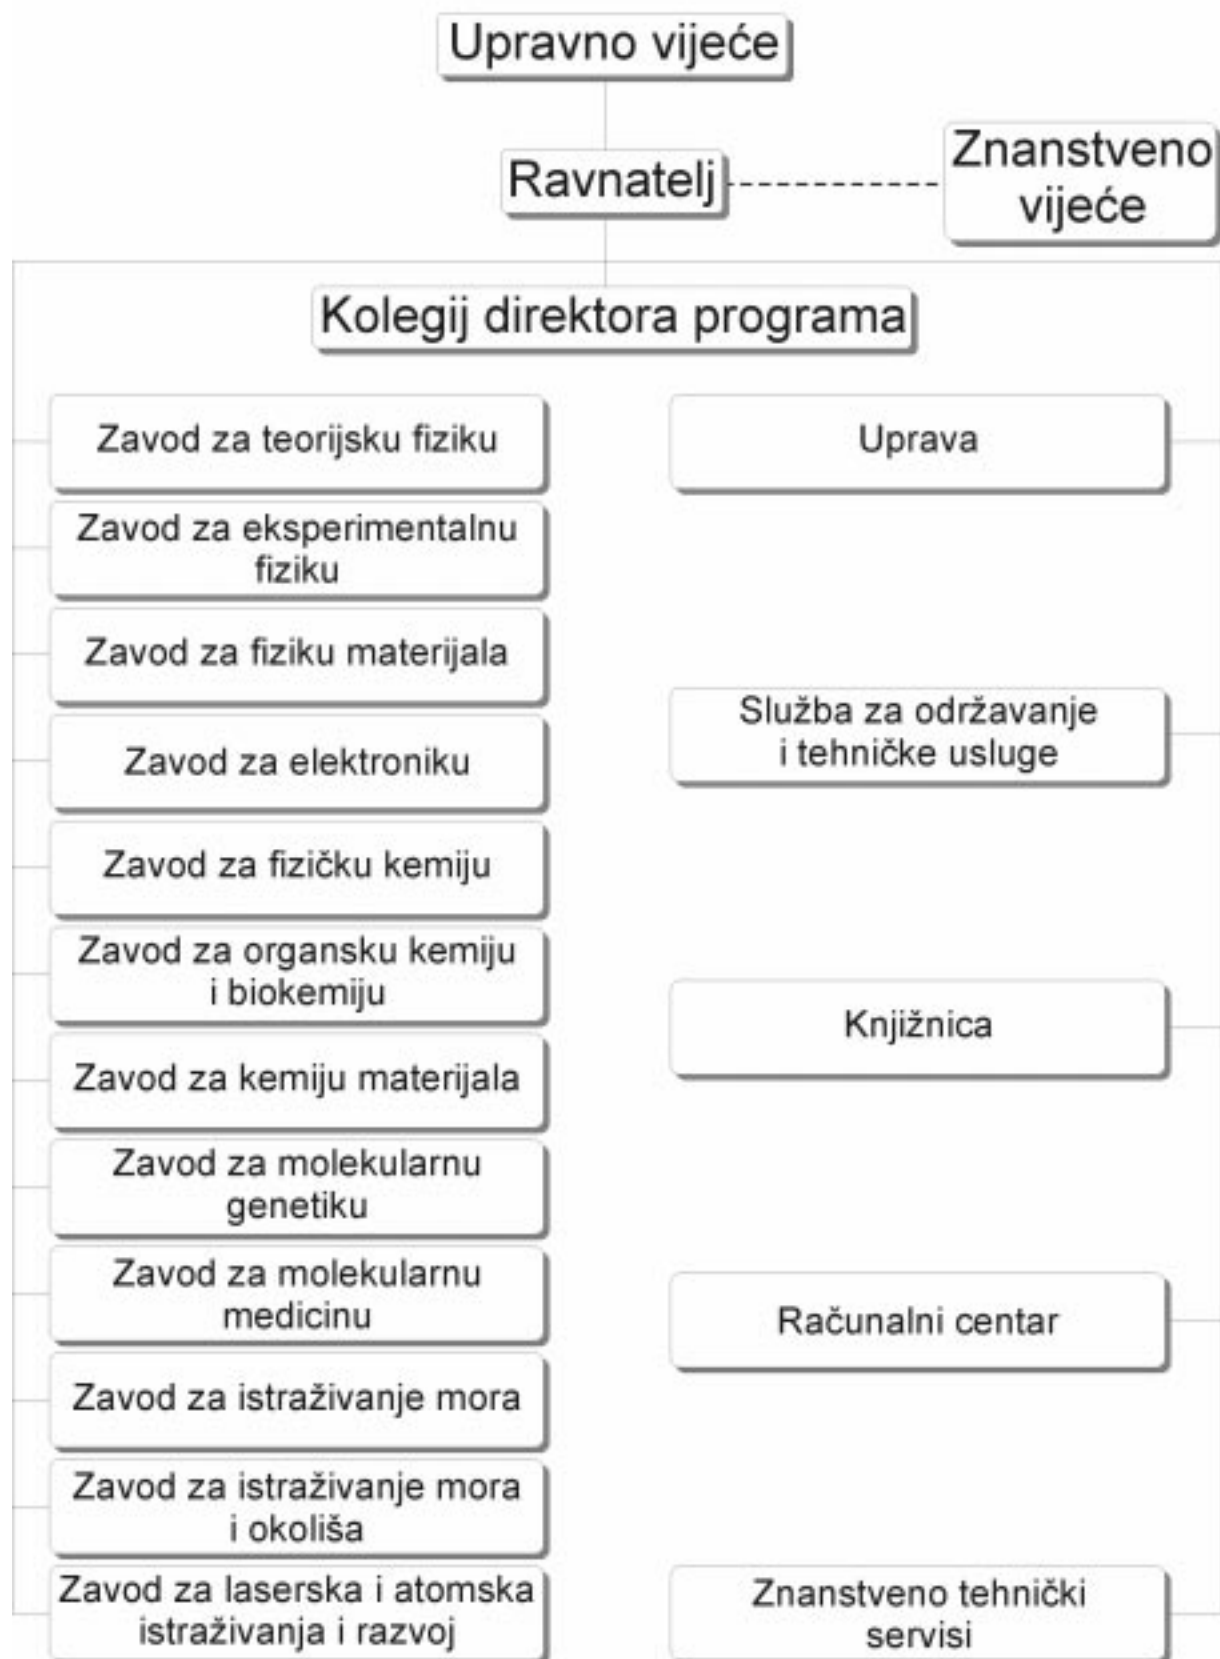 Upravno vijeće
Ravnatelj
Znanstveno
vijeće
Kolegij direktora programa
Zavod za teorijsku fiziku
Zavod za eksperimentalnu
fiziku
Zavod za fiziku materijala
Zavod za elektroniku
Zavod za fizičku kemiju
Zavod za organsku kemiju
i biokemiju
Zavod za kemiju materijala
Zavod za molekularnu
genetiku
Zavod za molekularnu
medicinu
Zavod za istraživanje mora
Zavod za istraživanje mora
i okoliša
Zavod za laserska i atomska
istraživanja i razvoj
Uprava
Služba za održavanje
i tehničke usluge
Knjižnica
Računalni centar
Znanstveno tehnički
servisi